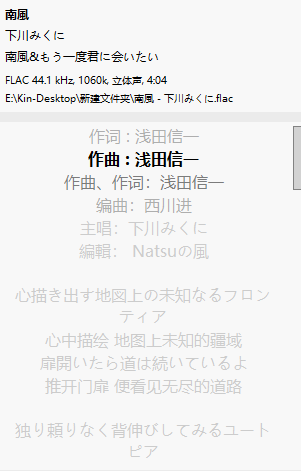 南風
下川みくに
南風&もう一度君に会いたい
FLAC 44.1 kHz, 1060k, 立体声, 4:04
E:\Kin-Desktop\新建文件夹\南風 - 下川みくに.flac
作词 : 浅田信一
作曲 : 浅田信一
作曲、作词：浅田信一
编曲：西川进
主唱：下川みくに
编辑： Natsuの風
心描き出す地図上の未知なるフロン
ティア
心中描绘 地图上未知的疆域
扉開いたら道は続いているよ
推开门扉 便看见无尽的道路
独り頼りなく背伸びしてみるユート
ピア